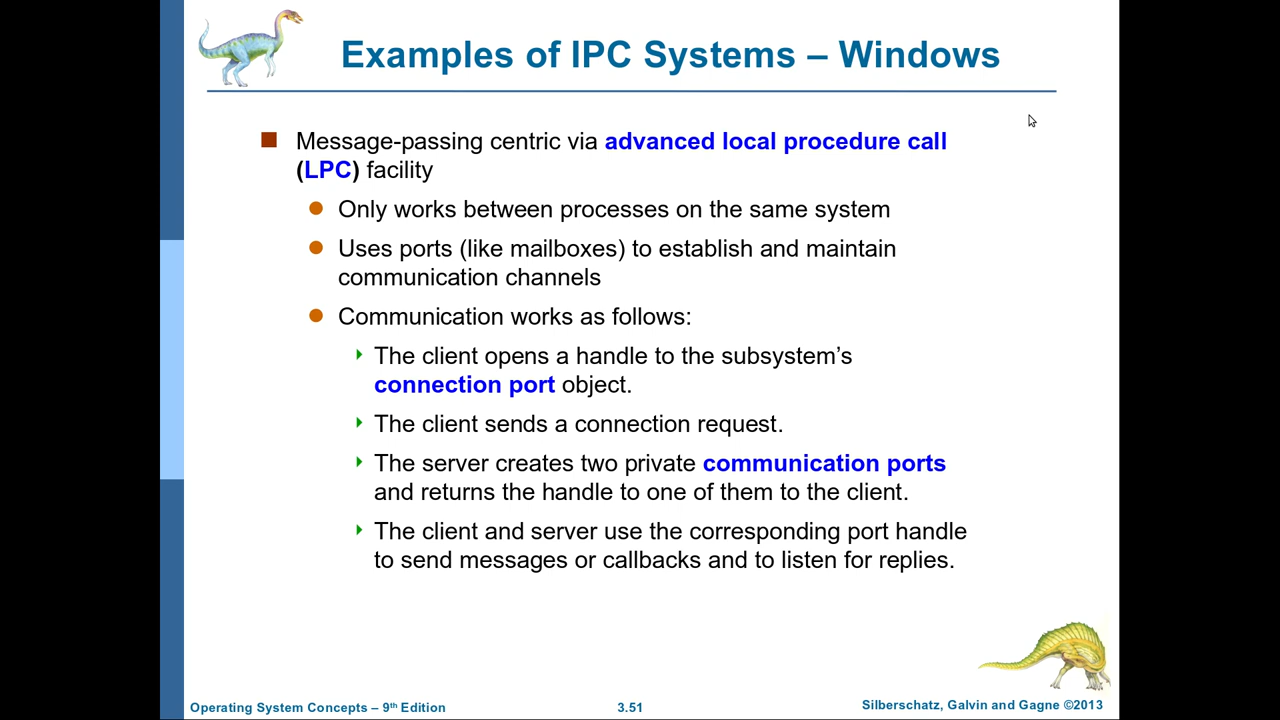 Examples of IPC Systems – Windows
Message-passing centric via advanced local procedure call
(LPC) facility
Only works between processes on the same system
Uses ports (like mailboxes) to establish and maintain
communication channels
Communication works as follows:
The client opens a handle to the subsystem’s
connection port object.
The client sends a connection request.
The server creates two private communication ports
and returns the handle to one of them to the client.
The client and server use the corresponding port handle
to send messages or callbacks and to listen for replies.
Operating System Concepts – 9th Edition
3.51
Silberschatz, Galvin and Gagne ©2013